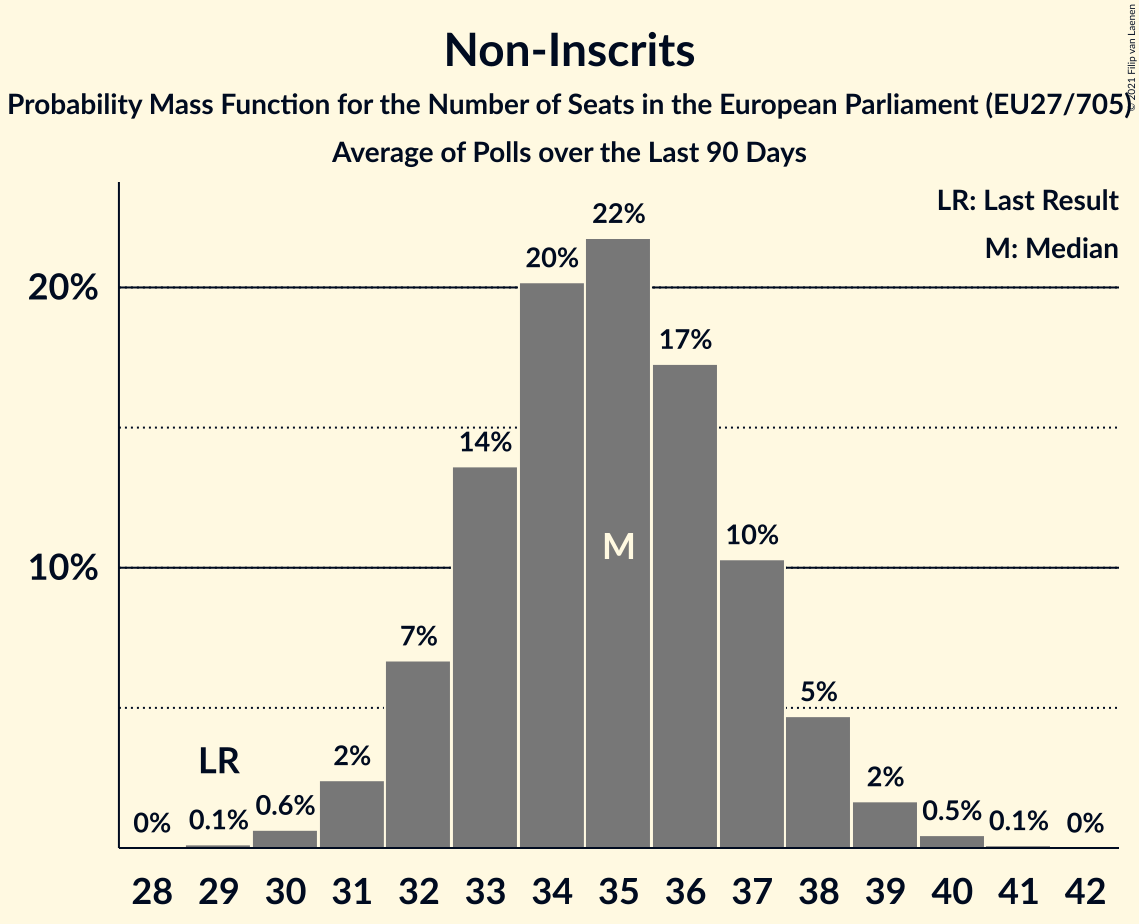 Non-Inscrits
© 2021 Filip van Laenen
Probability Mass Function for the Number of Seats in the European Parliament (EU27/705)
Average of Polls over the Last 90 Days
LR: Last Result
M: Median
22%
20%
20%
17%
14%
M
10%
10%
7%
5%
LR
2%
2%
0%
0.1%
0.6%
0.5%
0.1%
0%
28 29 30 31 32 33 34 35 36 37 38 39 40 41 42